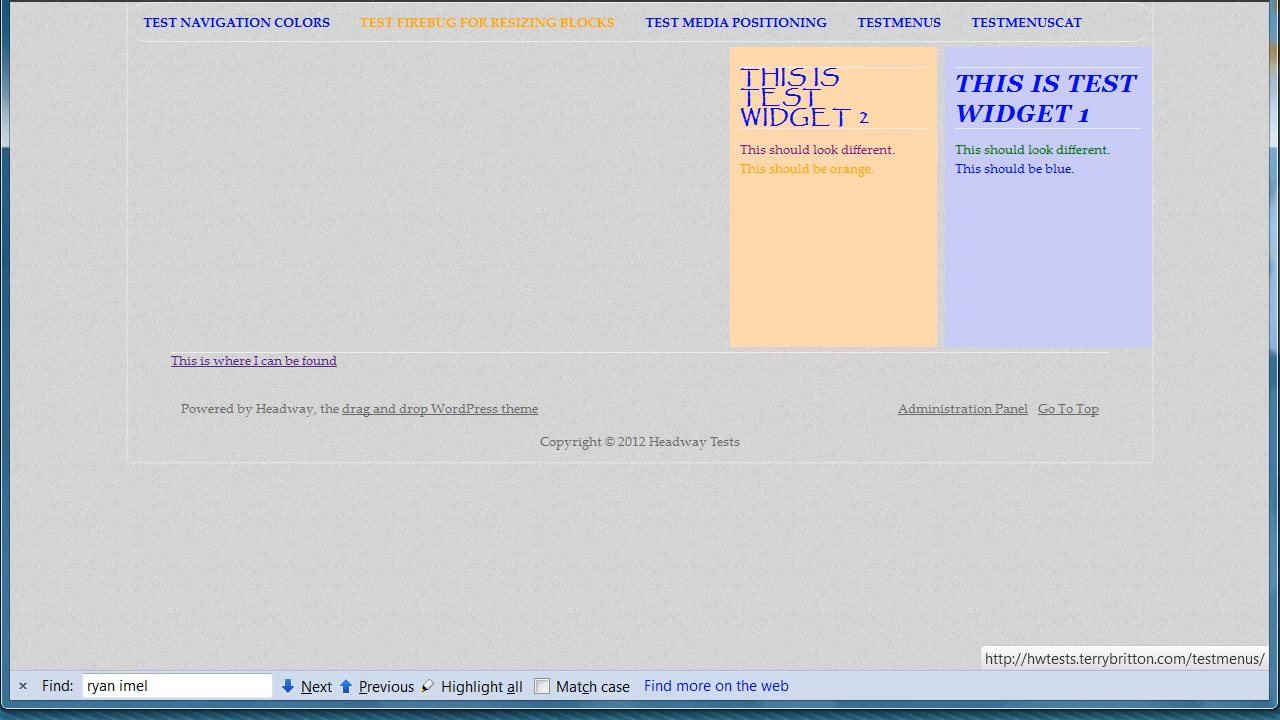 TEST NAVIGATION COLORS TEST FIREBUG FOR RESIZING BLOCKS TEST MEDIA POSITIONING TESTMENUS TESTMENUSCAT
THIS IS
TEST
WIDGET 2
This should look different.
This should be orange.
THIS IS TEST
WIDGET 1
This should look different.
This should be blue.
This is where I can be found
Powered by Headway, the drag and drop WordPress theme
Administration Panel Go To Top
Copyright © 2012 Headway Tests
http://hwtests.terrybritton.com/testmenus/
× Find: ryan imel Next Previous Highlight all Match case Find more on the web